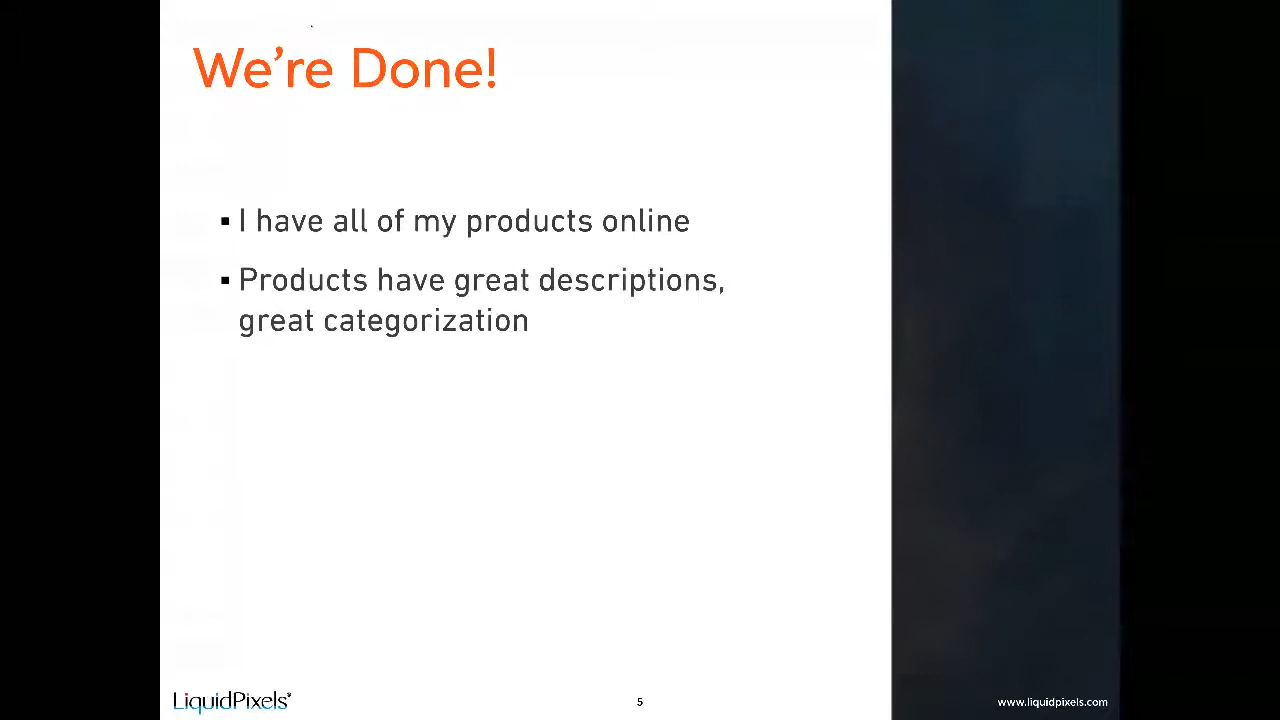 We're Done!
▪ I have all of my products online
▪ Products have great descriptions,
great categorization
LiquidPixels®
5
www.liquidpixels.com